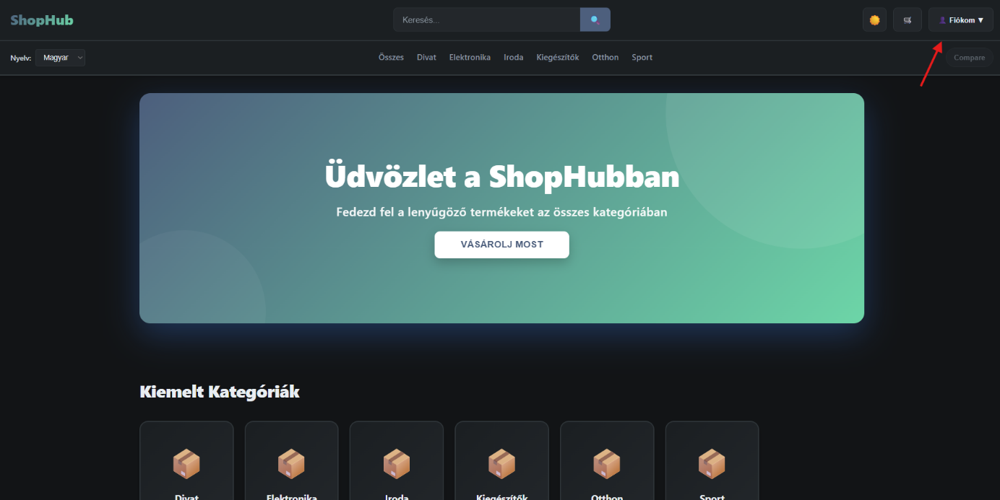 ShopHub
Keresés...
Fiókom ▼
Nyelv: Magyar
Összes Divat Elektronika Iroda Kiegészítők Otthon Sport
Compare
Üdvözlet a ShopHubban
Fedezd fel a lenyűgöző termékeket az összes kategóriában
VÁSÁROLJ MOST
Kiemelt Kategóriák
Divat Elektronika Iroda Kiegészítők Otthon Sport